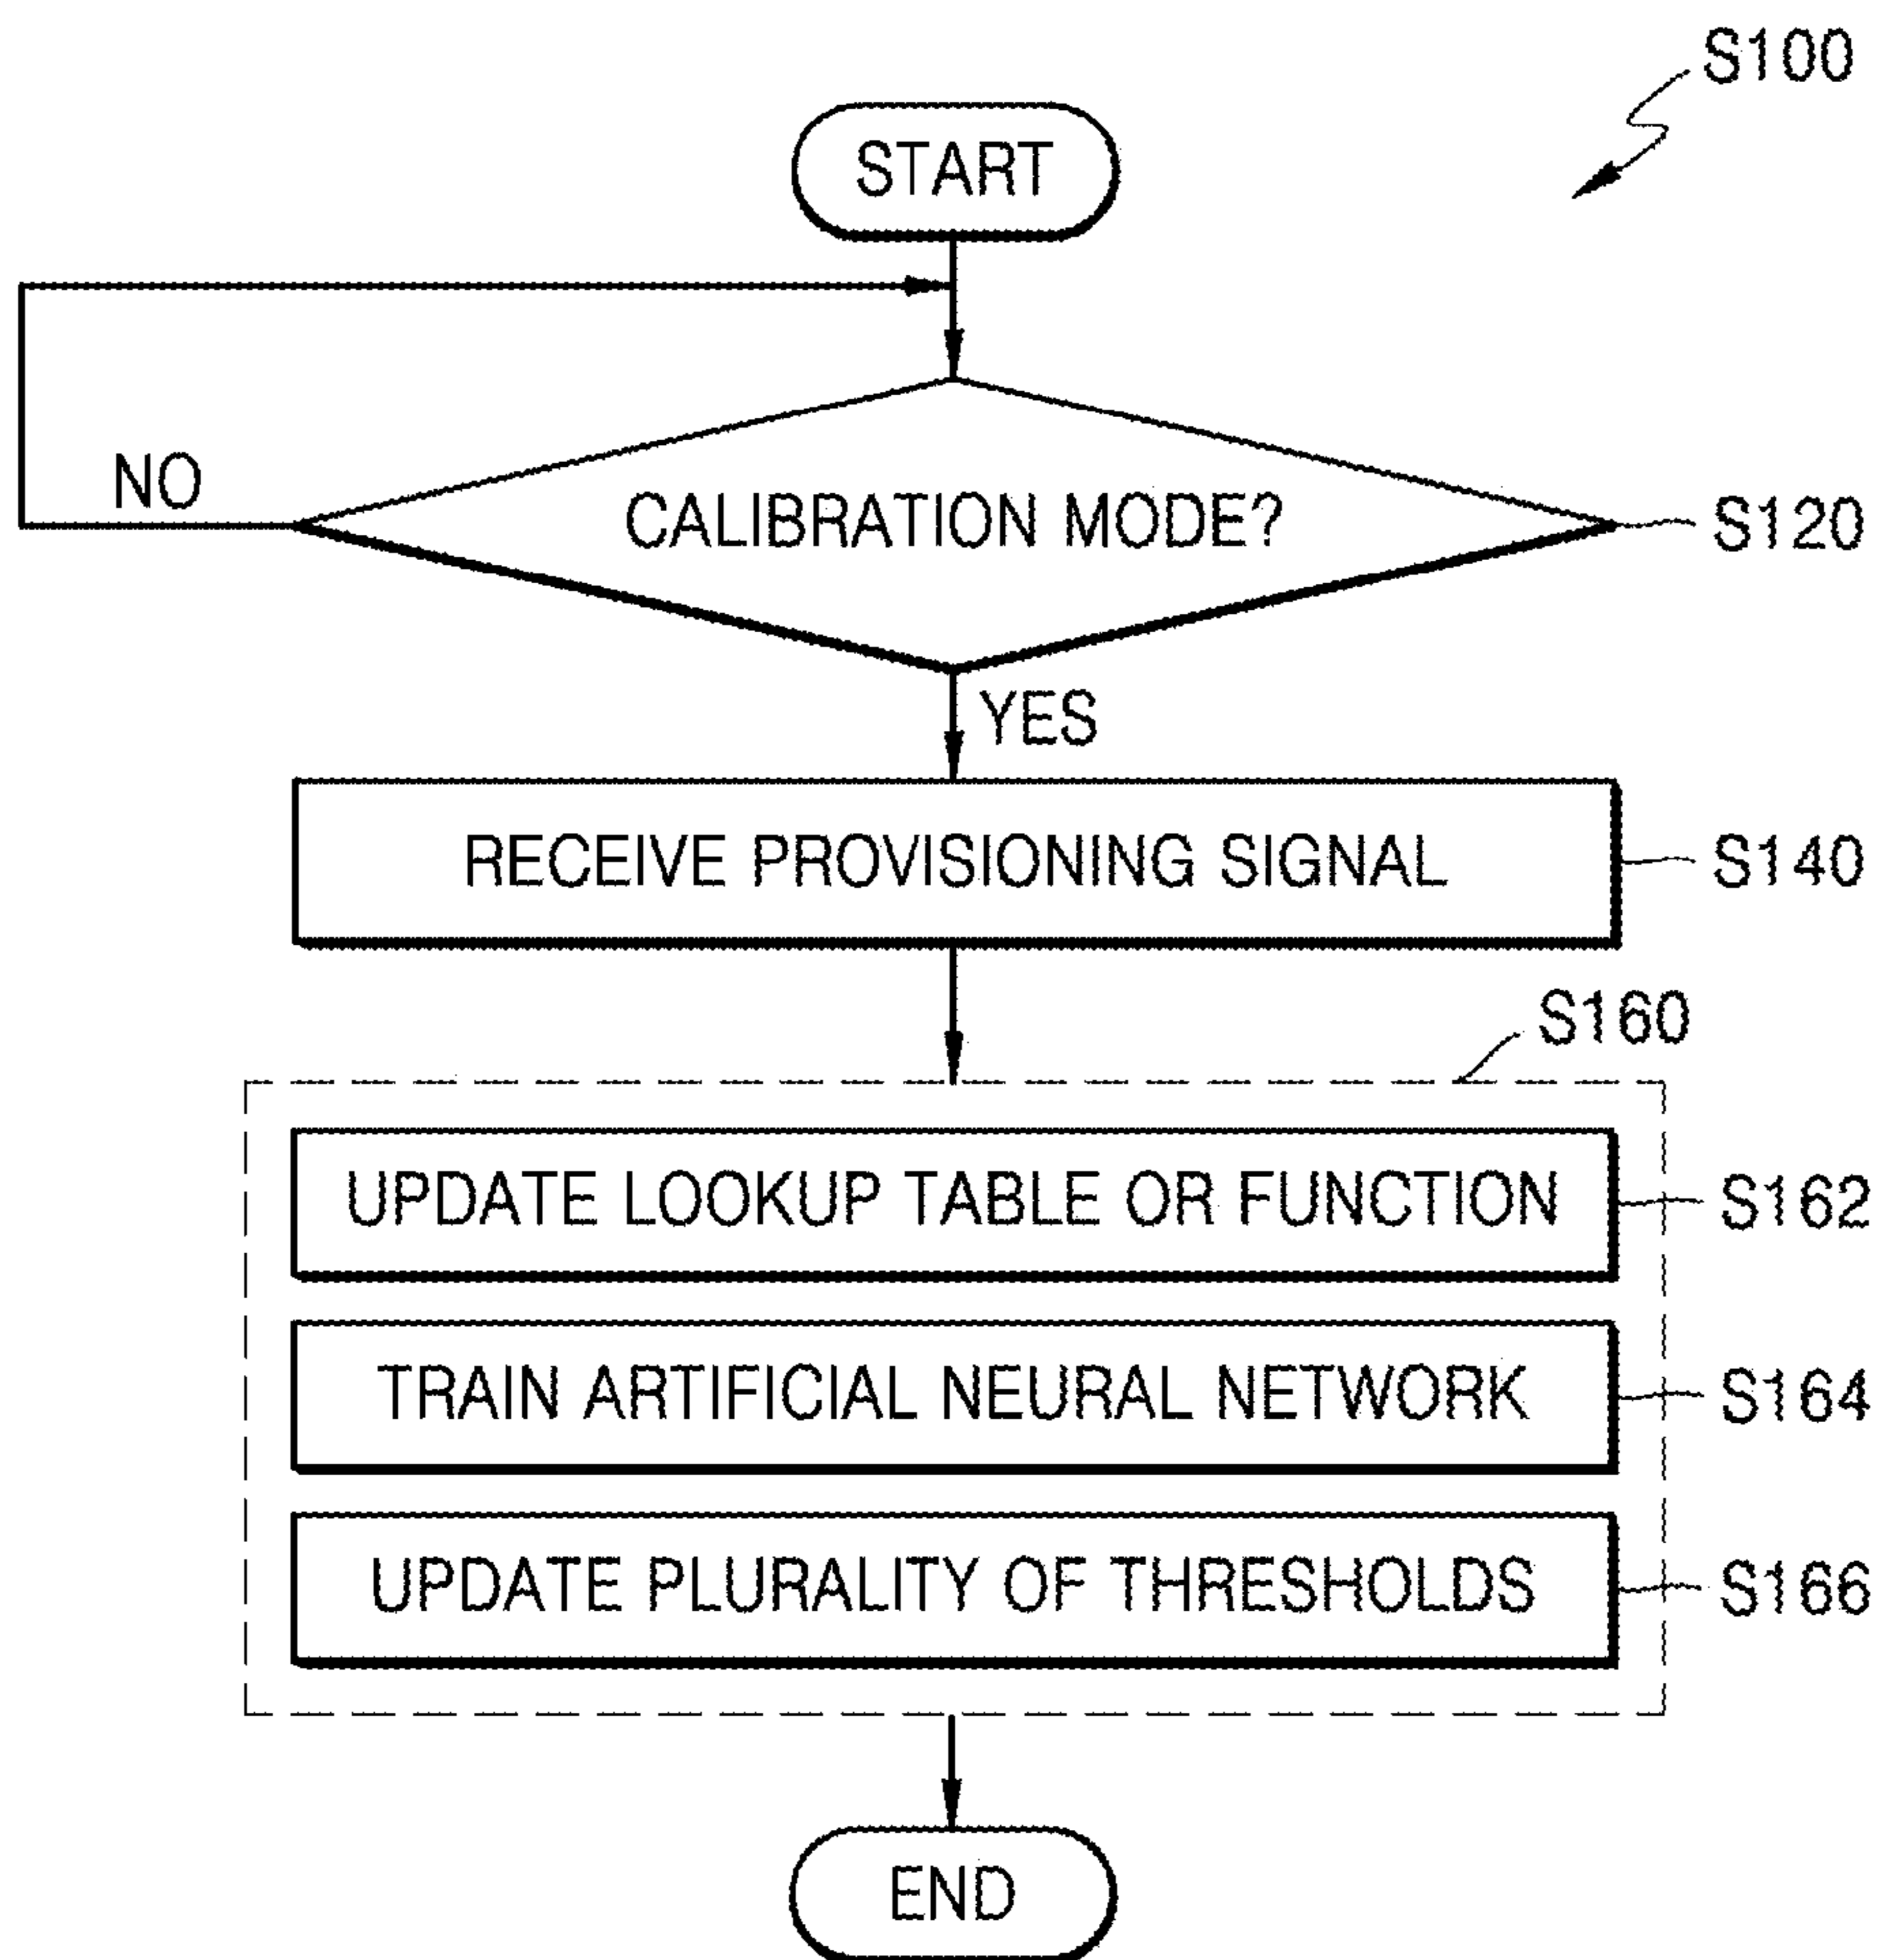 S100
START
NO
CALIBRATION MODE?
S120
YES
RECEIVE PROVISIONING SIGNAL
S140
S160
UPDATE LOOKUP TABLE OR FUNCTION
S162
TRAIN ARTIFICIAL NEURAL NETWORK
S164
UPDATE PLURALITY OF THRESHOLDS
S166
END